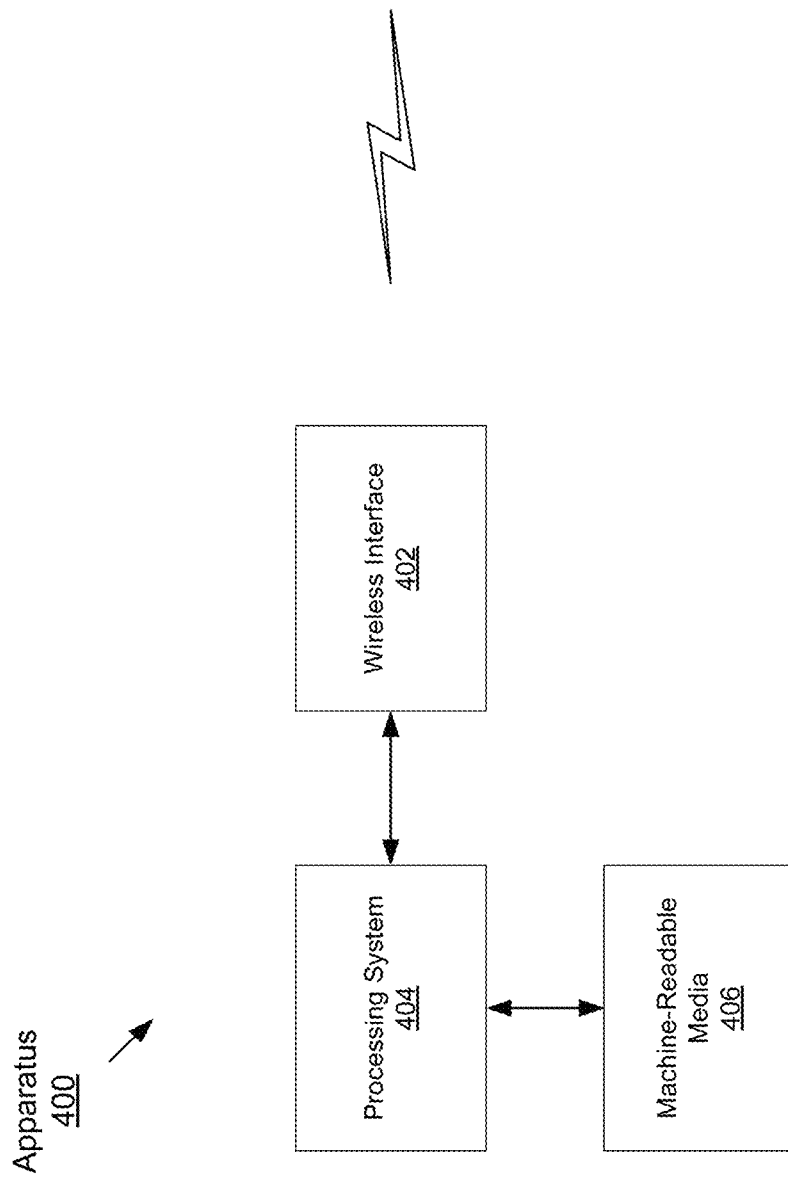 Apparatus
400
Processing System
404
Wireless Interface
402
Machine-Readable
Media
406